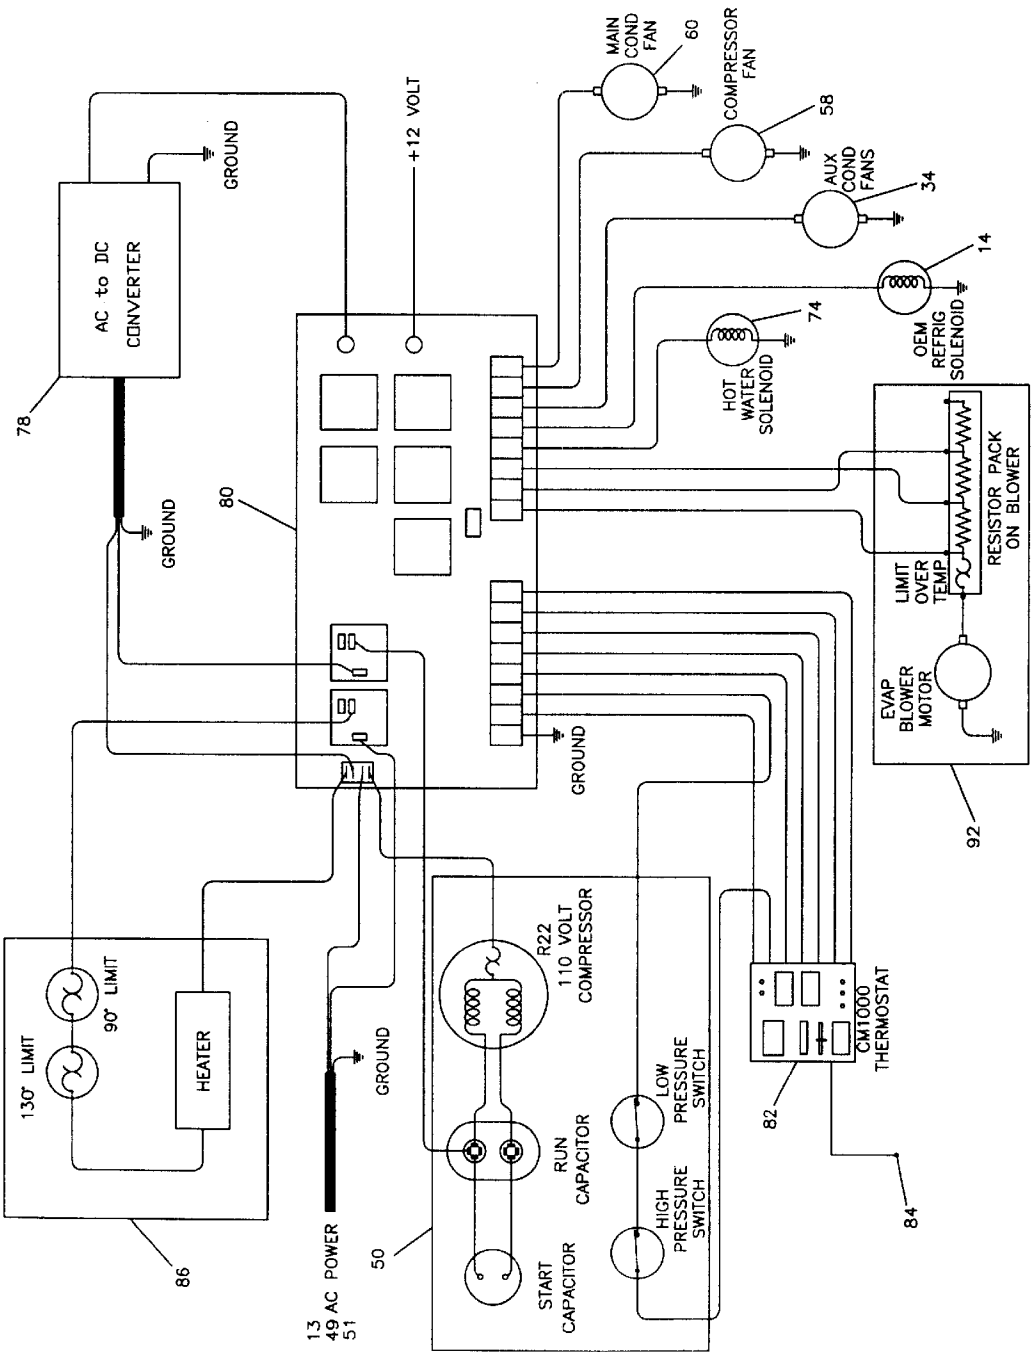 78
AC to DC
CONVERTER
GROUND
GROUND
+12 VOLT
80
MAIN
COND
FAN
60
COMPRESSOR
FAN
58
AUX
COND
FANS
34
OEM
REFRIG
SOLENOID
14
HOT
WATER
SOLENOID
74
RESISTOR PACK
ON BLOWER
LIMIT
OVER
TEMP
EVAP
BLOWER
MOTOR
92
GROUND
130° LIMIT
90° LIMIT
HEATER
86
13
49 AC POWER
51
GROUND
50
R22
110 VOLT
COMPRESSOR
RUN
CAPACITOR
START
CAPACITOR
LOW
PRESSURE
SWITCH
HIGH
PRESSURE
SWITCH
CM1000
THERMOSTAT
82
84